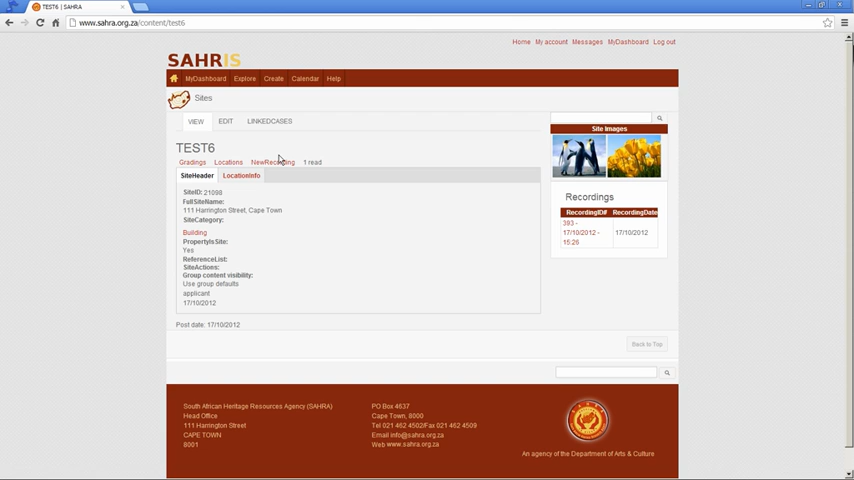 TEST6 | SAHRA
www.sahra.org.za/content/test6
Home My account Messages MyDashboard Log out
SAHRIS
MyDashboard Explore Create Calendar Help
Sites
VIEW EDIT LINKEDCASES
TEST6
Gradings Locations NewRecording 1 read
SiteHeader LocationInfo
SiteID: 21098
FullSiteName:
111 Harrington Street, Cape Town
SiteCategory:
Building
PropertyIsSite:
Yes
ReferenceList:
SiteActions:
Group content visibility:
Use group defaults
applicant
17/10/2012
Post date: 17/10/2012
Site Images
Recordings
RecordingID# RecordingDate
393 -
17/10/2012 -
15:26
17/10/2012
Back to Top
South African Heritage Resources Agency (SAHRA)
Head Office
111 Harrington Street
CAPE TOWN
8001
PO Box 4637
Cape Town, 8000
Tel 021 462 4502/Fax 021 462 4509
Email info@sahra.org.za
Web www.sahra.org.za
An agency of the Department of Arts & Culture